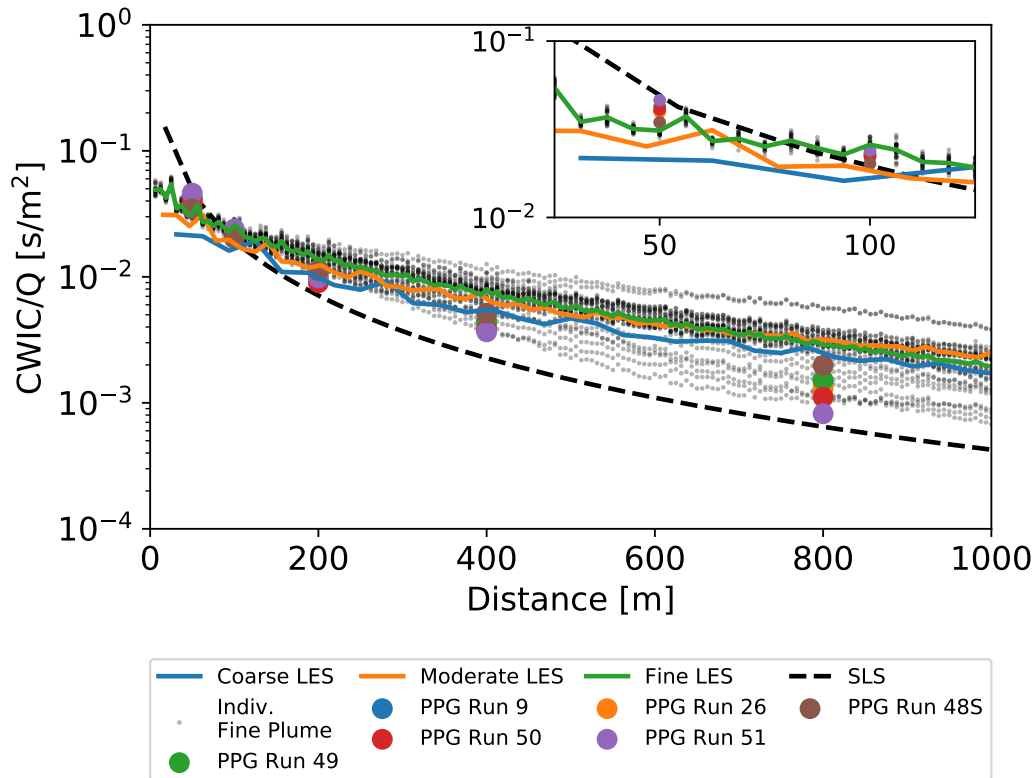 10^0
10^-1
10^-2
10^-3
10^-4
CWIC/Q [s/m^2]
0
200
400
600
800
1000
Distance [m]
10^-1
10^-2
50
100
Coarse LES
Moderate LES
Fine LES
SLS
Indiv.
Fine Plume
PPG Run 9
PPG Run 26
PPG Run 48S
PPG Run 49
PPG Run 50
PPG Run 51